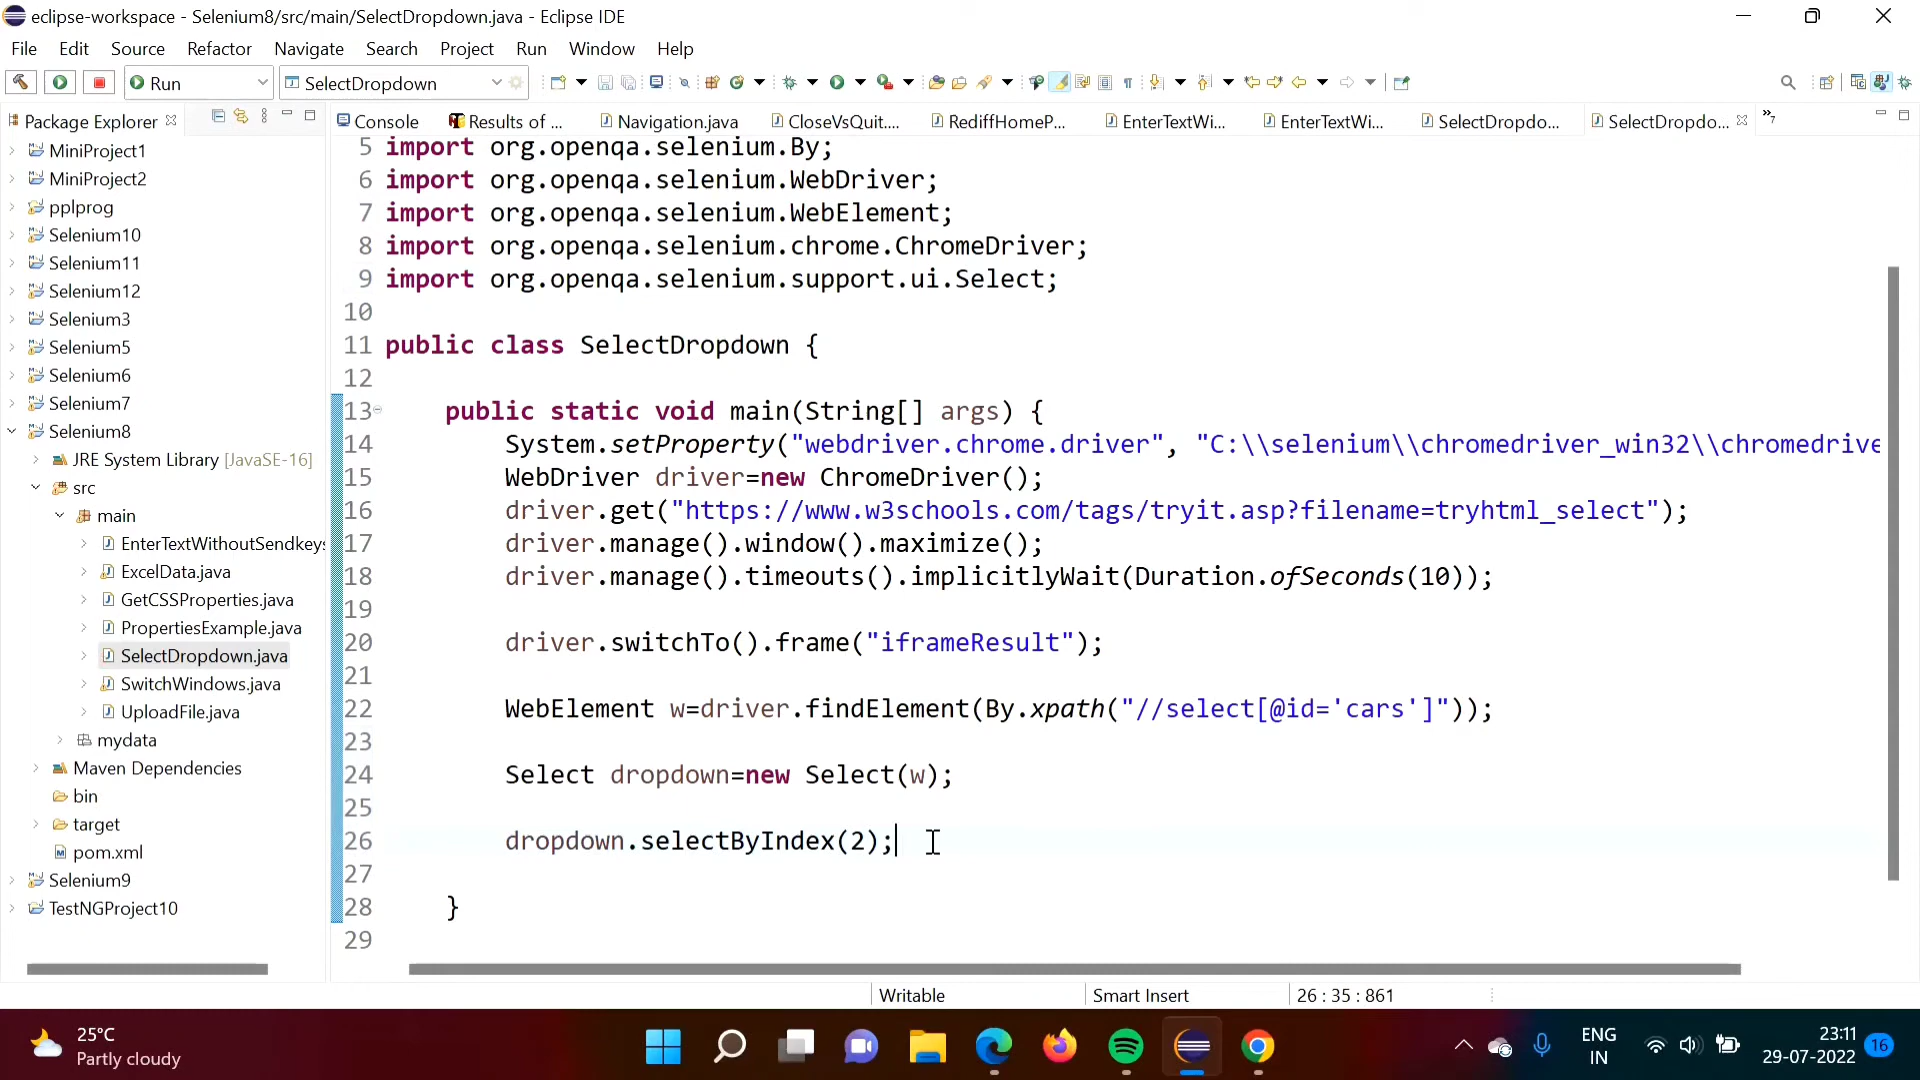 eclipse-workspace - Selenium8/src/main/SelectDropdown.java - Eclipse IDE
File Edit Source Refactor Navigate Search Project Run Window Help
Run SelectDropdown
Package Explorer
Console Results of ... Navigation.java CloseVsQuit.... RediffHomeP... EnterTextWi... EnterTextWi... SelectDropdo... SelectDropdo... »7
MiniProject1
MiniProject2
pplprog
Selenium10
Selenium11
Selenium12
Selenium3
Selenium5
Selenium6
Selenium7
Selenium8
JRE System Library [JavaSE-16]
src
main
EnterTextWithoutSendkeys
ExcelData.java
GetCSSProperties.java
PropertiesExample.java
SelectDropdown.java
SwitchWindows.java
UploadFile.java
mydata
Maven Dependencies
bin
target
pom.xml
Selenium9
TestNGProject10
5 import org.openqa.selenium.By;
6 import org.openqa.selenium.WebDriver;
7 import org.openqa.selenium.WebElement;
8 import org.openqa.selenium.chrome.ChromeDriver;
9 import org.openqa.selenium.support.ui.Select;
10
11 public class SelectDropdown {
12
13 public static void main(String[] args) {
14 System.setProperty("webdriver.chrome.driver", "C:\\selenium\\chromedriver_win32\\chromedrive
15 WebDriver driver=new ChromeDriver();
16 driver.get("https://www.w3schools.com/tags/tryit.asp?filename=tryhtml_select");
17 driver.manage().window().maximize();
18 driver.manage().timeouts().implicitlyWait(Duration.ofSeconds(10));
19
20 driver.switchTo().frame("iframeResult");
21
22 WebElement w=driver.findElement(By.xpath("//select[@id='cars']"));
23
24 Select dropdown=new Select(w);
25
26 dropdown.selectByIndex(2);
27
28 }
29
Writable Smart Insert 26 : 35 : 861
25°C
Partly cloudy
ENG
IN
23:11
29-07-2022
16